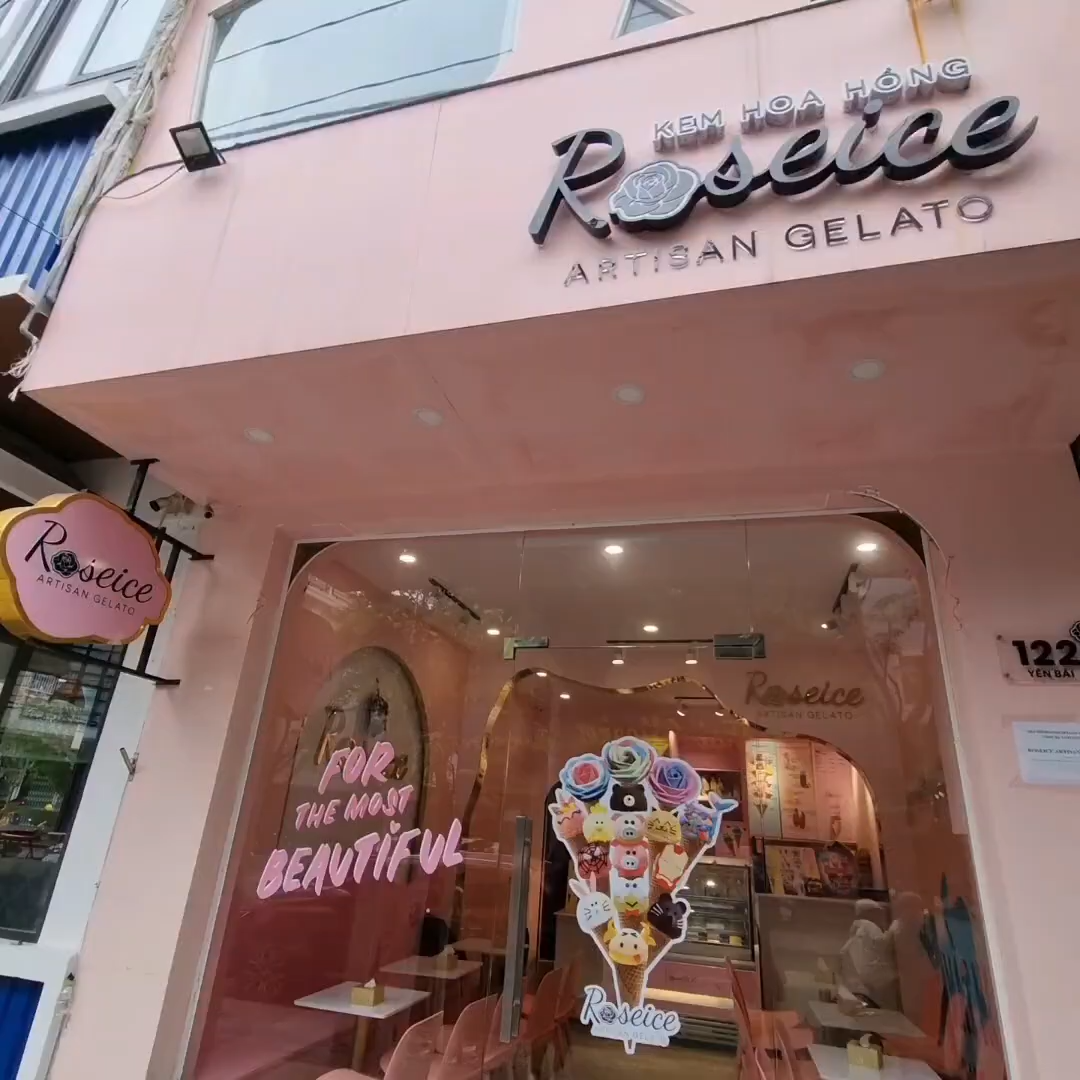 KEM HOA HỒNG
Roseice
ARTISAN GELATO
Roseice
ARTISAN GELATO
122
YÊN BÁI
Roseice
ARTISAN GELATO
FOR
THE MOST
BEAUTIFUL
Roseice